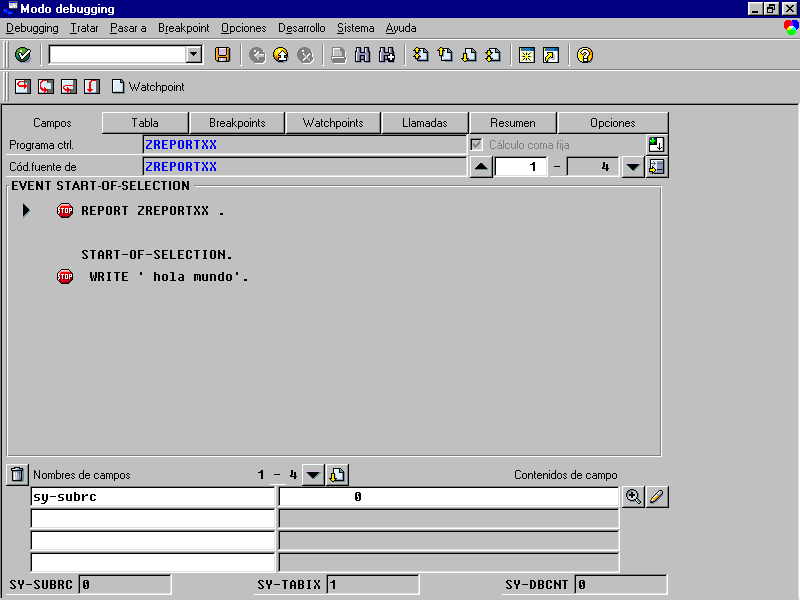 Modo debugging
Debugging Tratar Pasar a Breakpoint Opciones Desarrollo Sistema Ayuda
Watchpoint
Campos Tabla Breakpoints Watchpoints Llamadas Resumen Opciones
Programa ctrl. ZREPORTXX Cálculo coma fija
Cód.fuente de ZREPORTXX 1 - 4
EVENT START-OF-SELECTION
STOP REPORT ZREPORTXX .
START-OF-SELECTION.
STOP WRITE ' hola mundo'.
Nombres de campos 1 - 4 Contenidos de campo
sy-subrc 0
SY-SUBRC 0 SY-TABIX 1 SY-DBCNT 0